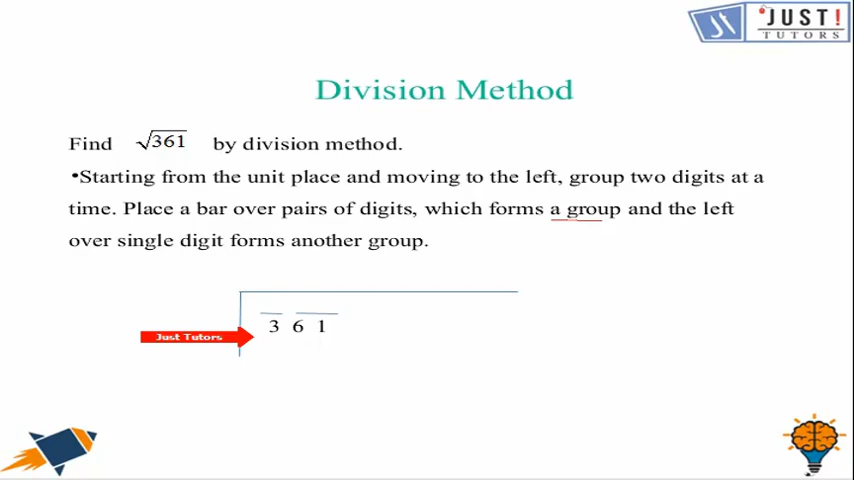 JUST!
TUTORS
Division Method
Find √361 by division method.
•Starting from the unit place and moving to the left, group two digits at a
time. Place a bar over pairs of digits, which forms a group and the left
over single digit forms another group.
3 6 1
Just Tutors